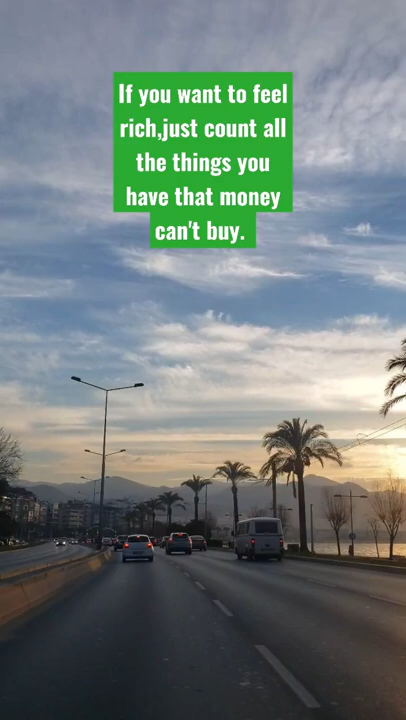 If you want to feel
rich,just count all
the things you
have that money
can't buy.